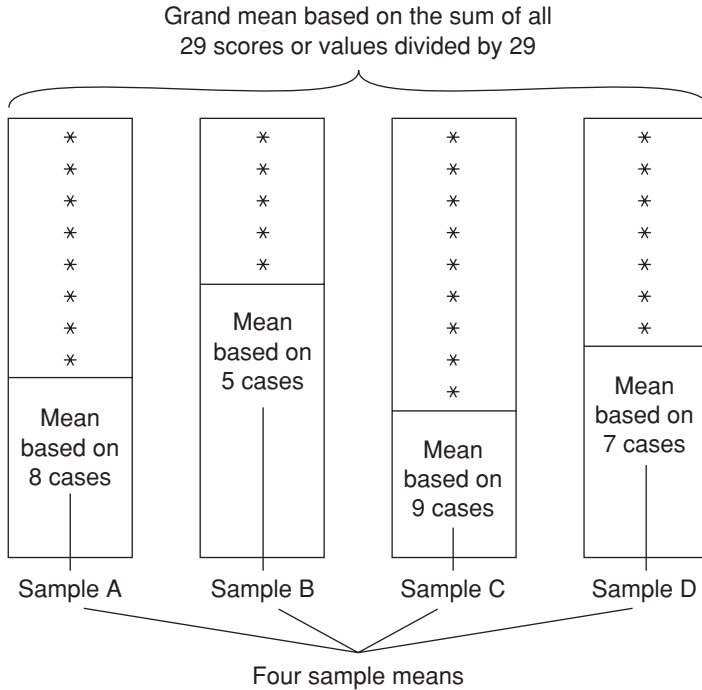 Grand mean based on the sum of all
29 scores or values divided by 29
Mean
based on
8 cases
Mean
based on
5 cases
Mean
based on
9 cases
Mean
based on
7 cases
Sample A
Sample B
Sample C
Sample D
Four sample means